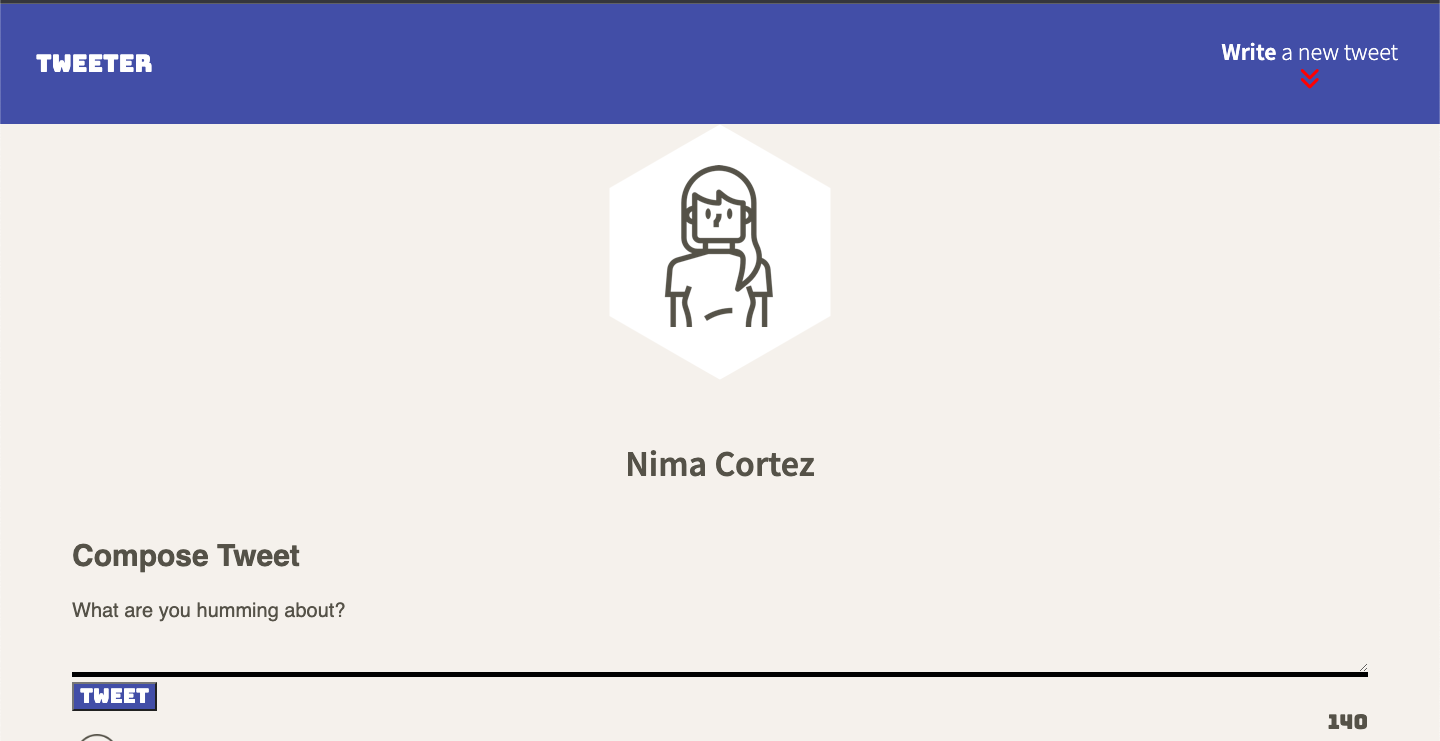 TWEETER
Write a new tweet
Nima Cortez
Compose Tweet
What are you humming about?
TWEET
140